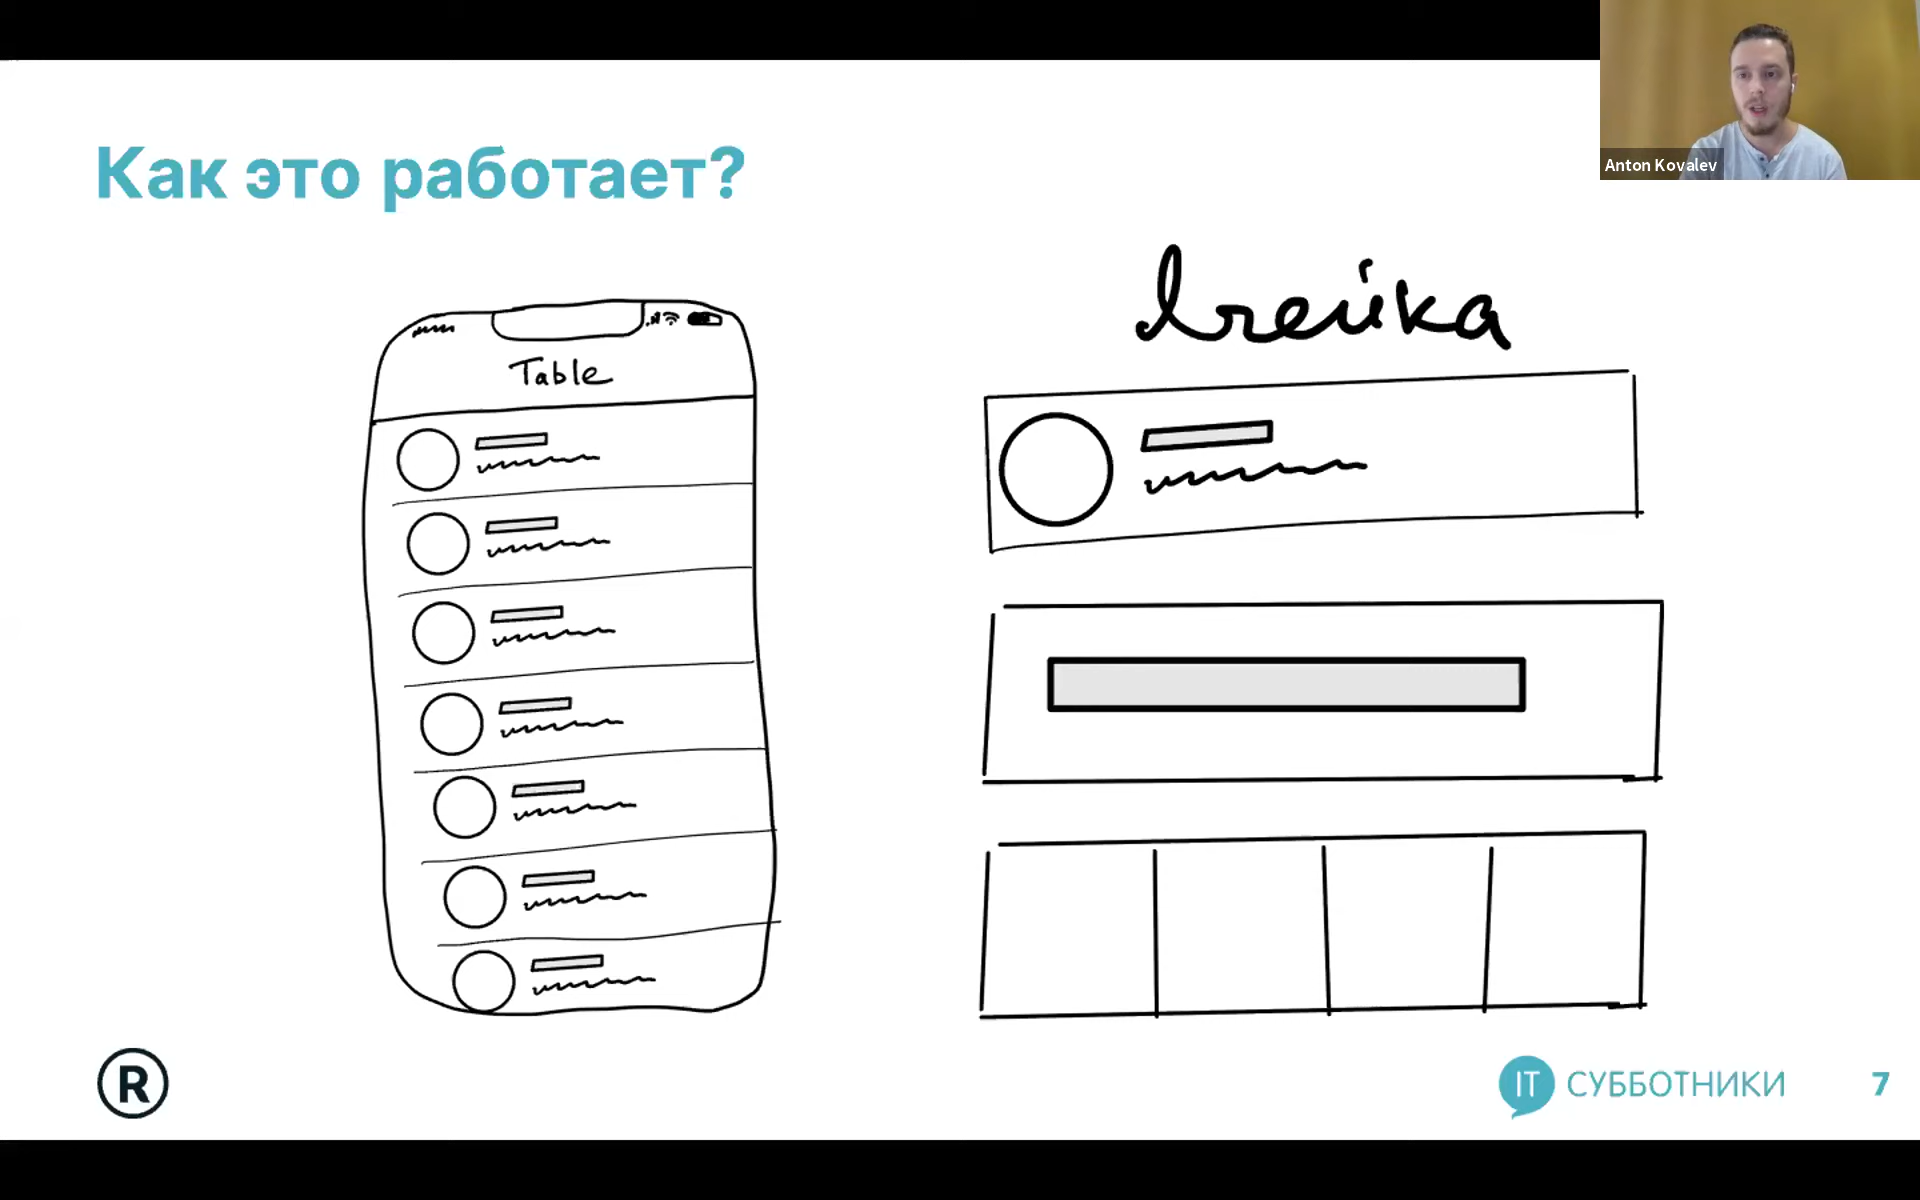 Anton Kovalev
Как это работает?
Ячейка
Table
R
IT СУББОТНИКИ
7